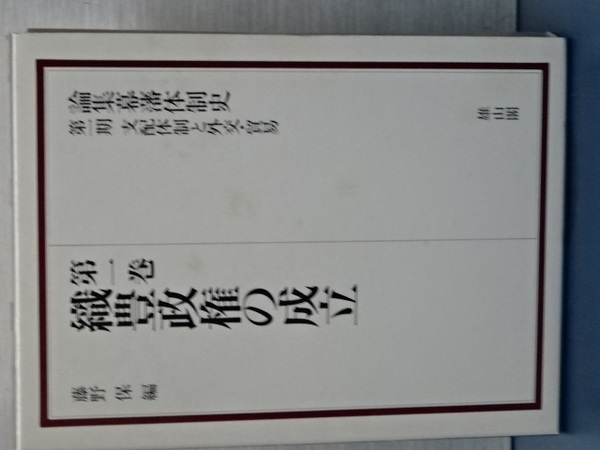 論集幕藩体制史
第一期 支配体制と外交・貿易
雄山閣
第一巻
織豊政権の成立
藤野 保 編